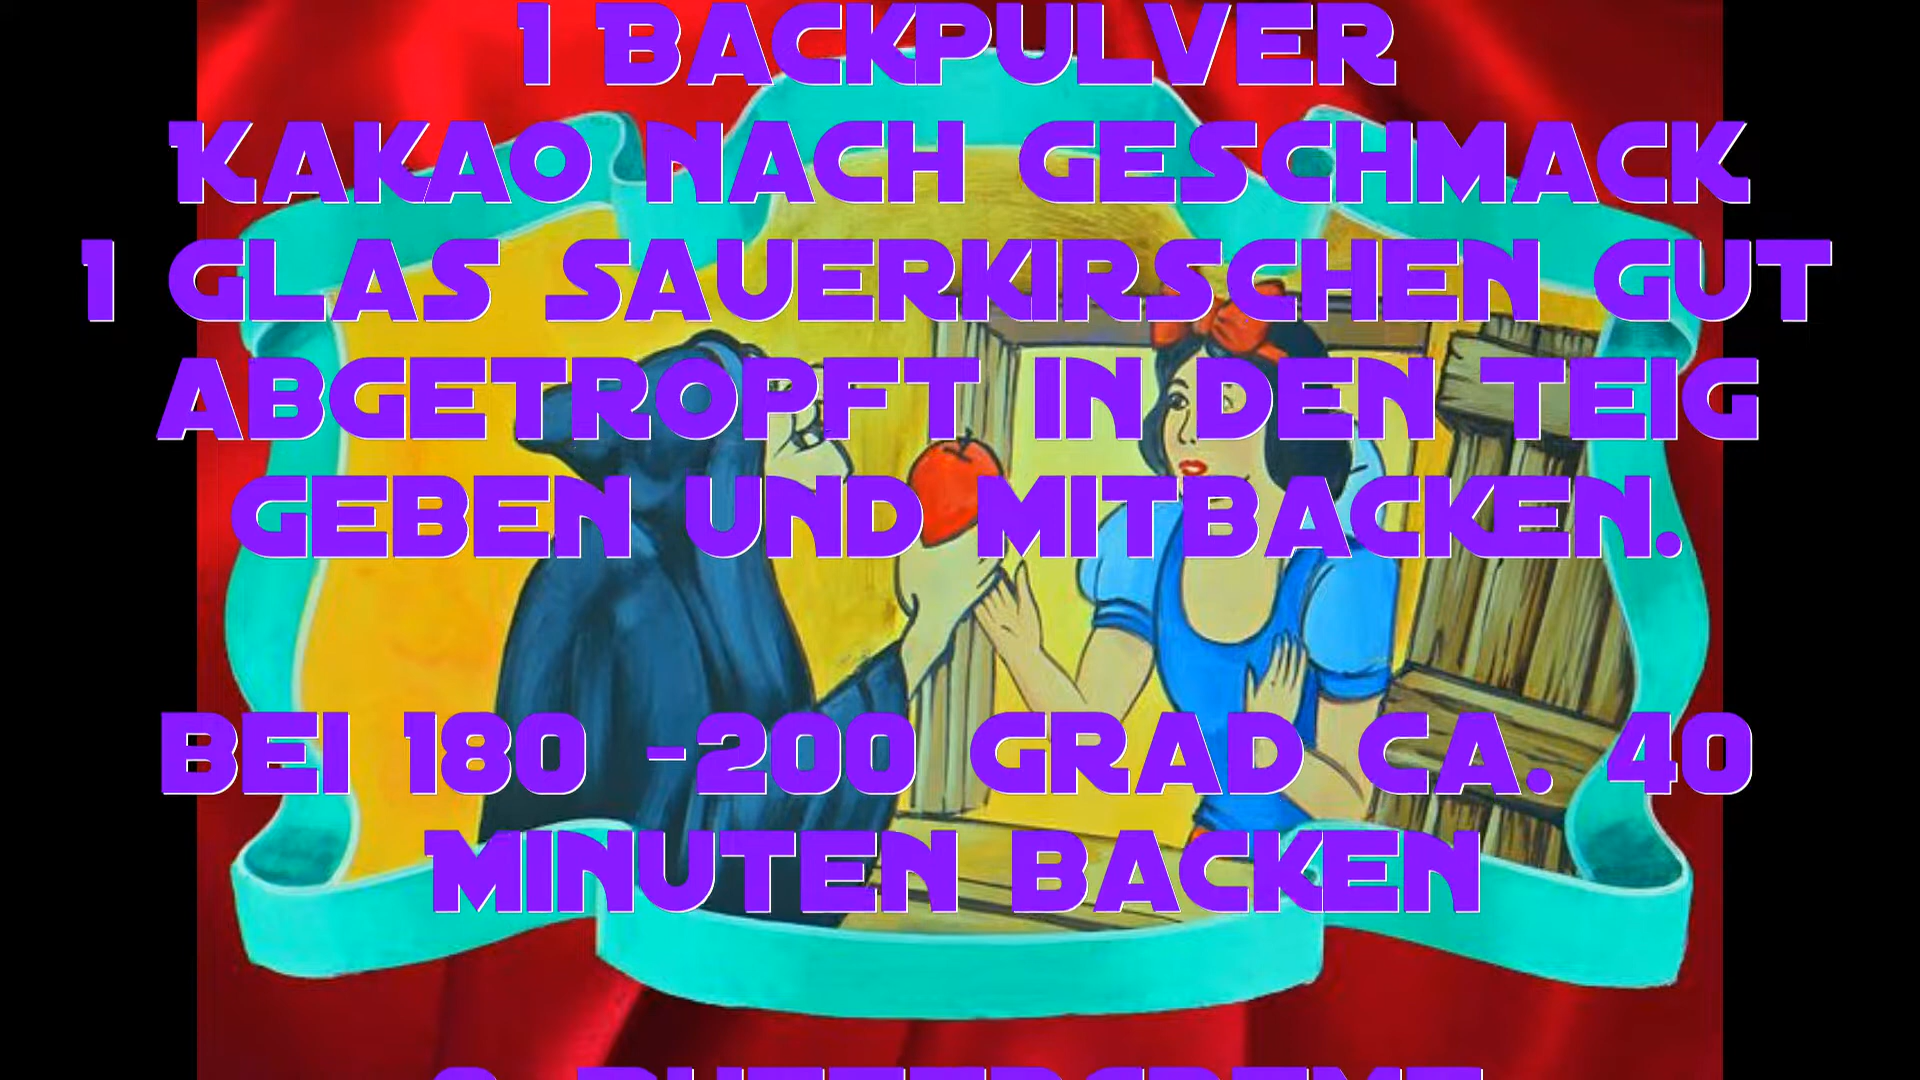 1 BACKPULVER
KAKAO NACH GESCHMACK
1 GLAS SAUERKIRSCHEN GUT
ABGETROPFT IN DEN TEIG
GEBEN UND MITBACKEN.
BEI 180 -200 GRAD CA. 40
MINUTEN BACKEN